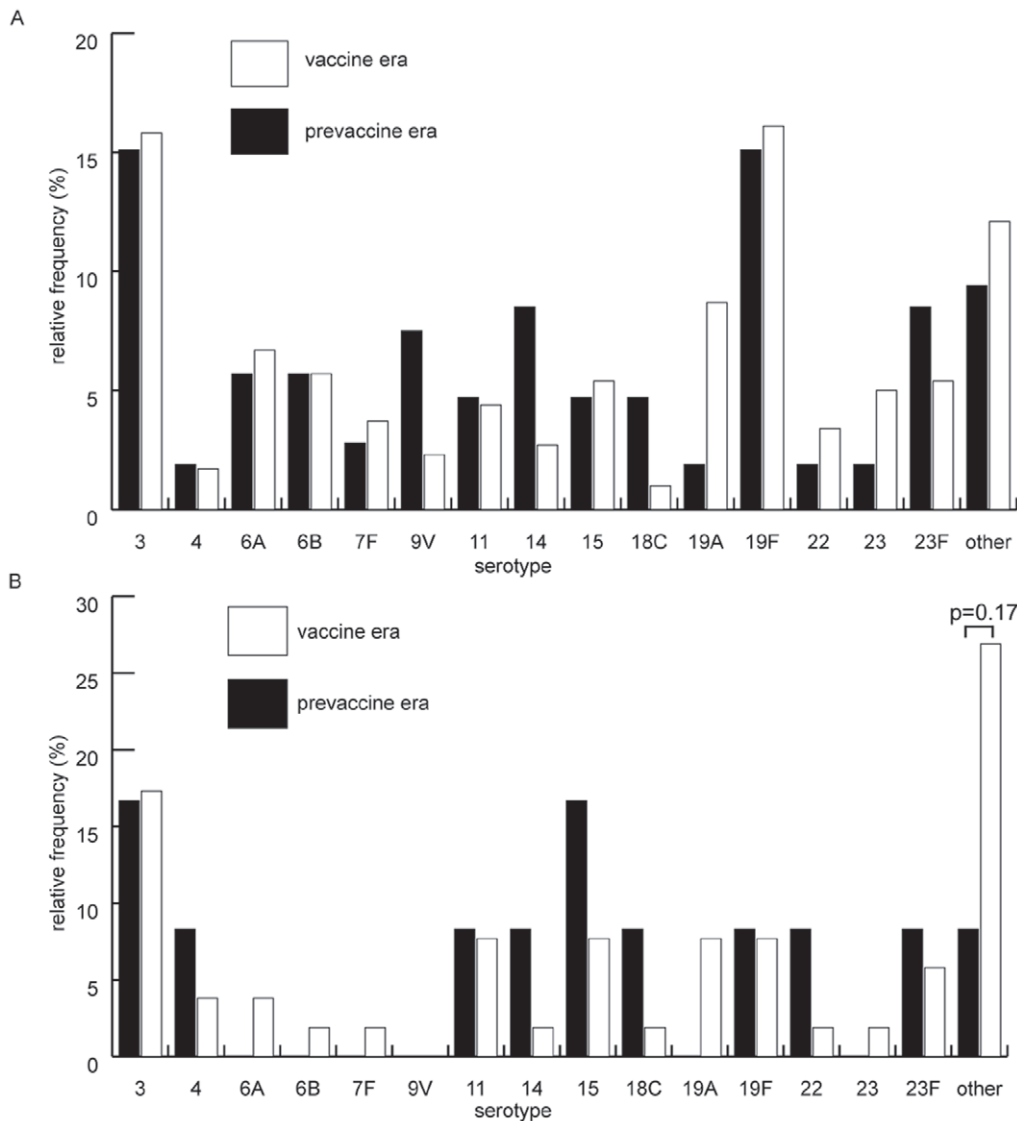 A
20
15
10
5
0
relative frequency (%)
vaccine era
prevaccine era
3 4 6A 6B 7F 9V 11 14 15 18C 19A 19F 22 23 23F other
serotype
B
30
25
20
15
10
5
0
relative frequency (%)
vaccine era
prevaccine era
p=0.17
3 4 6A 6B 7F 9V 11 14 15 18C 19A 19F 22 23 23F other
serotype